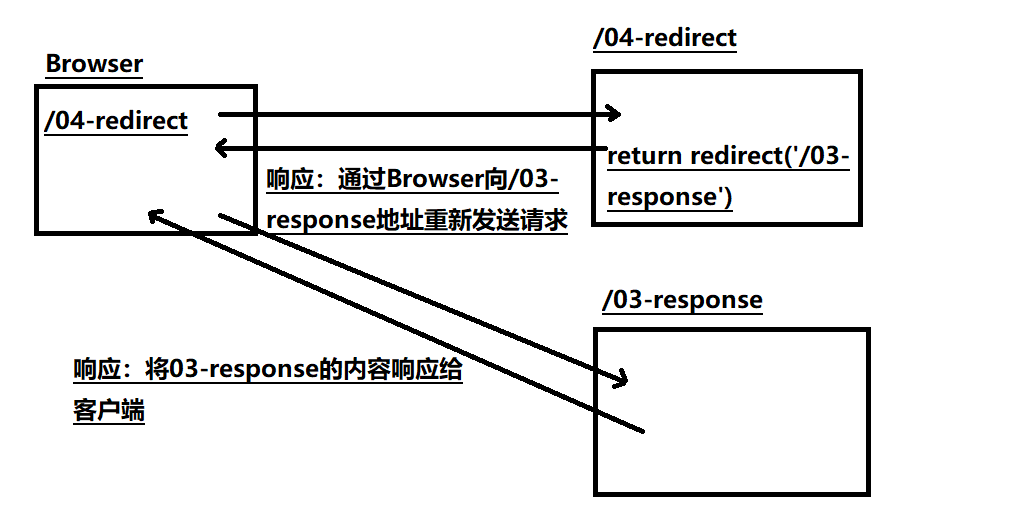 /04-redirect
Browser
/04-redirect
return redirect('/03-
response')
响应：通过Browser向/03-
response地址重新发送请求
/03-response
响应：将03-response的内容响应给
客户端